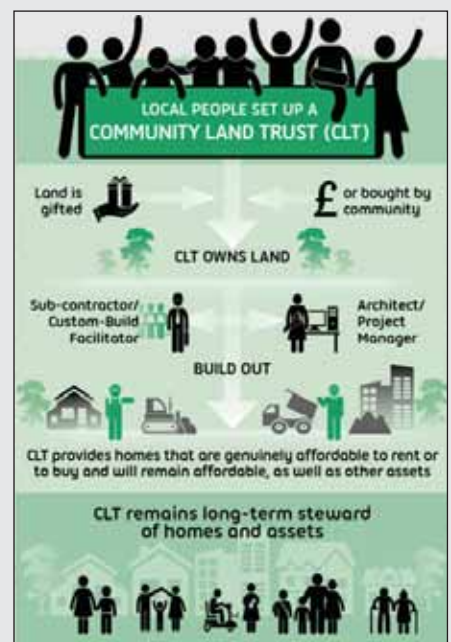 LOCAL PEOPLE SET UP A
COMMUNITY LAND TRUST (CLT)
Land is
gifted
£ or bought by
community
CLT OWNS LAND
Sub-contractor/
Custom-Build
Facilitator
Architect/
Project
Manager
BUILD OUT
CLT provides homes that are genuinely affordable to rent or
to buy and will remain affordable, as well as other assets
CLT remains long-term steward
of homes and assets